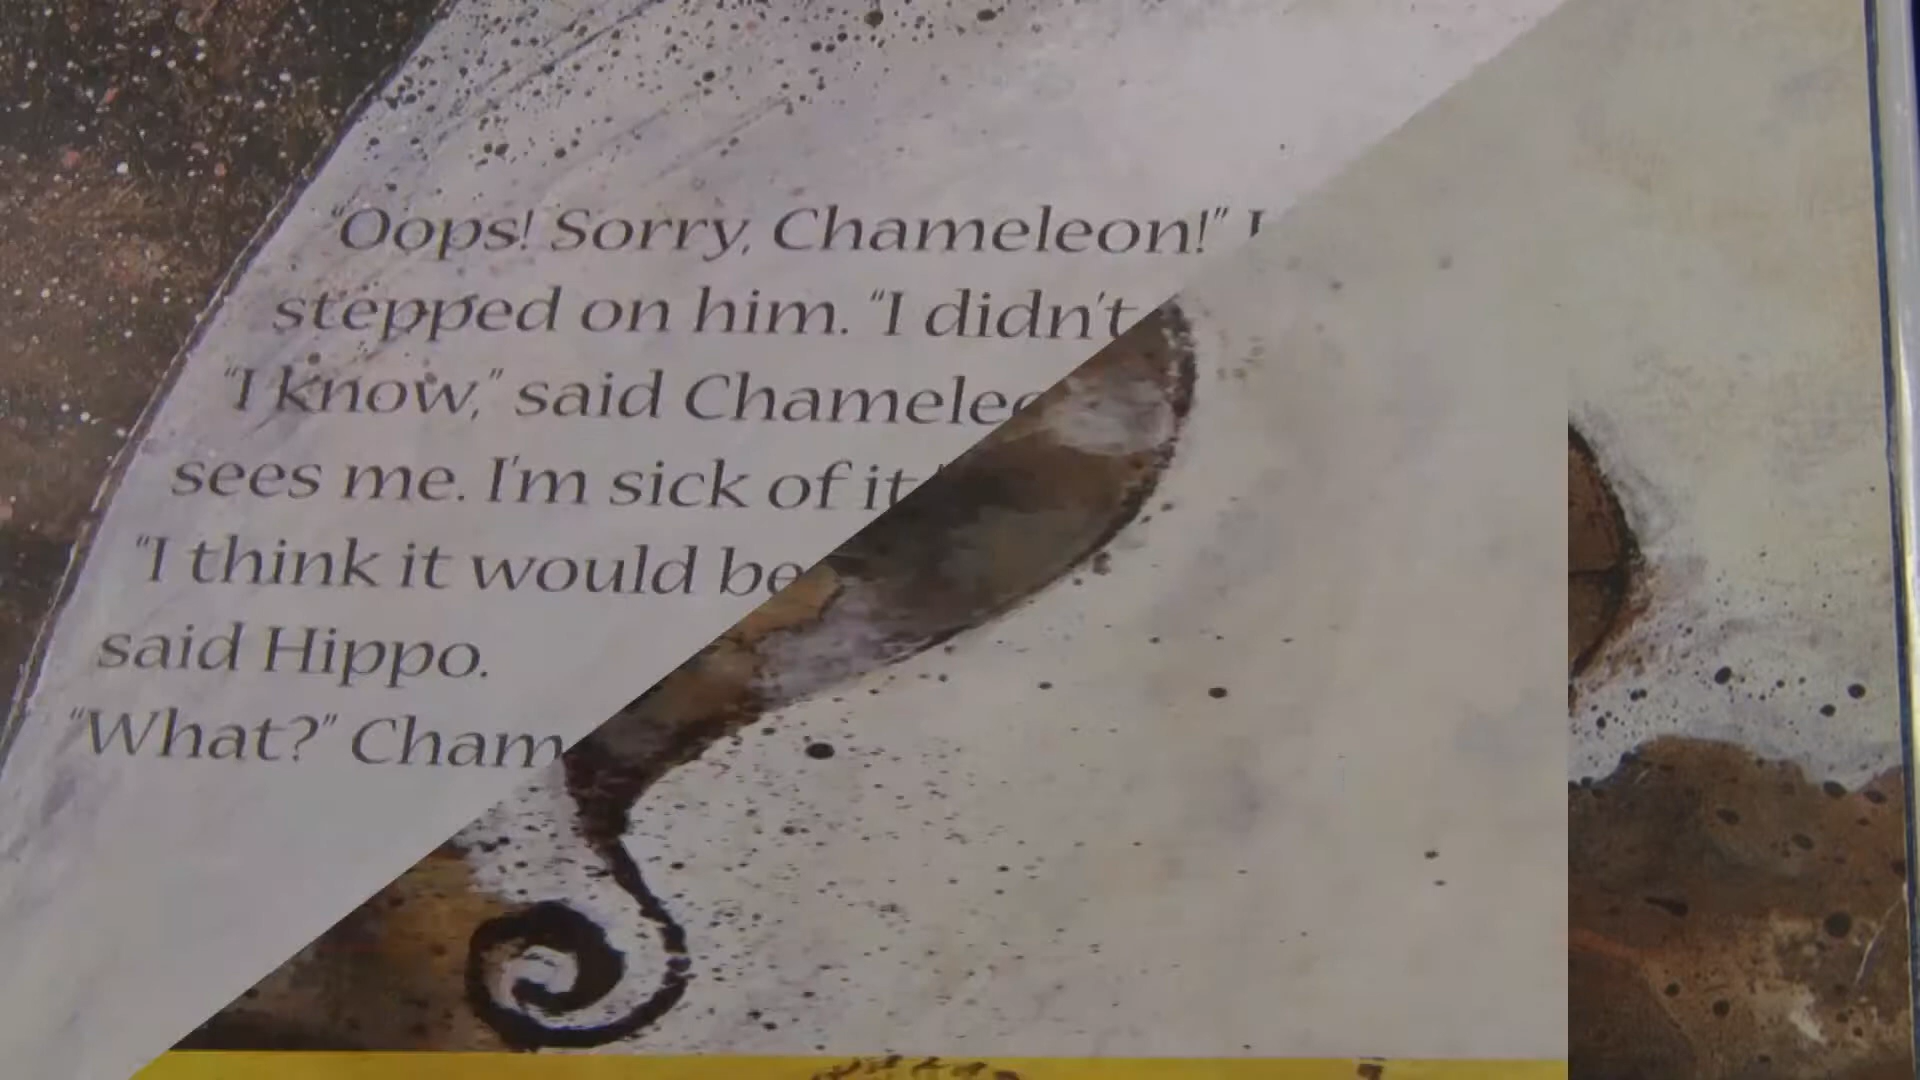 "Oops! Sorry, Chameleon!"
stepped on him. "I didn't
"I know," said
sees me. I'm sick of it
"I think it would be
said Hippo.
"What?" Cham